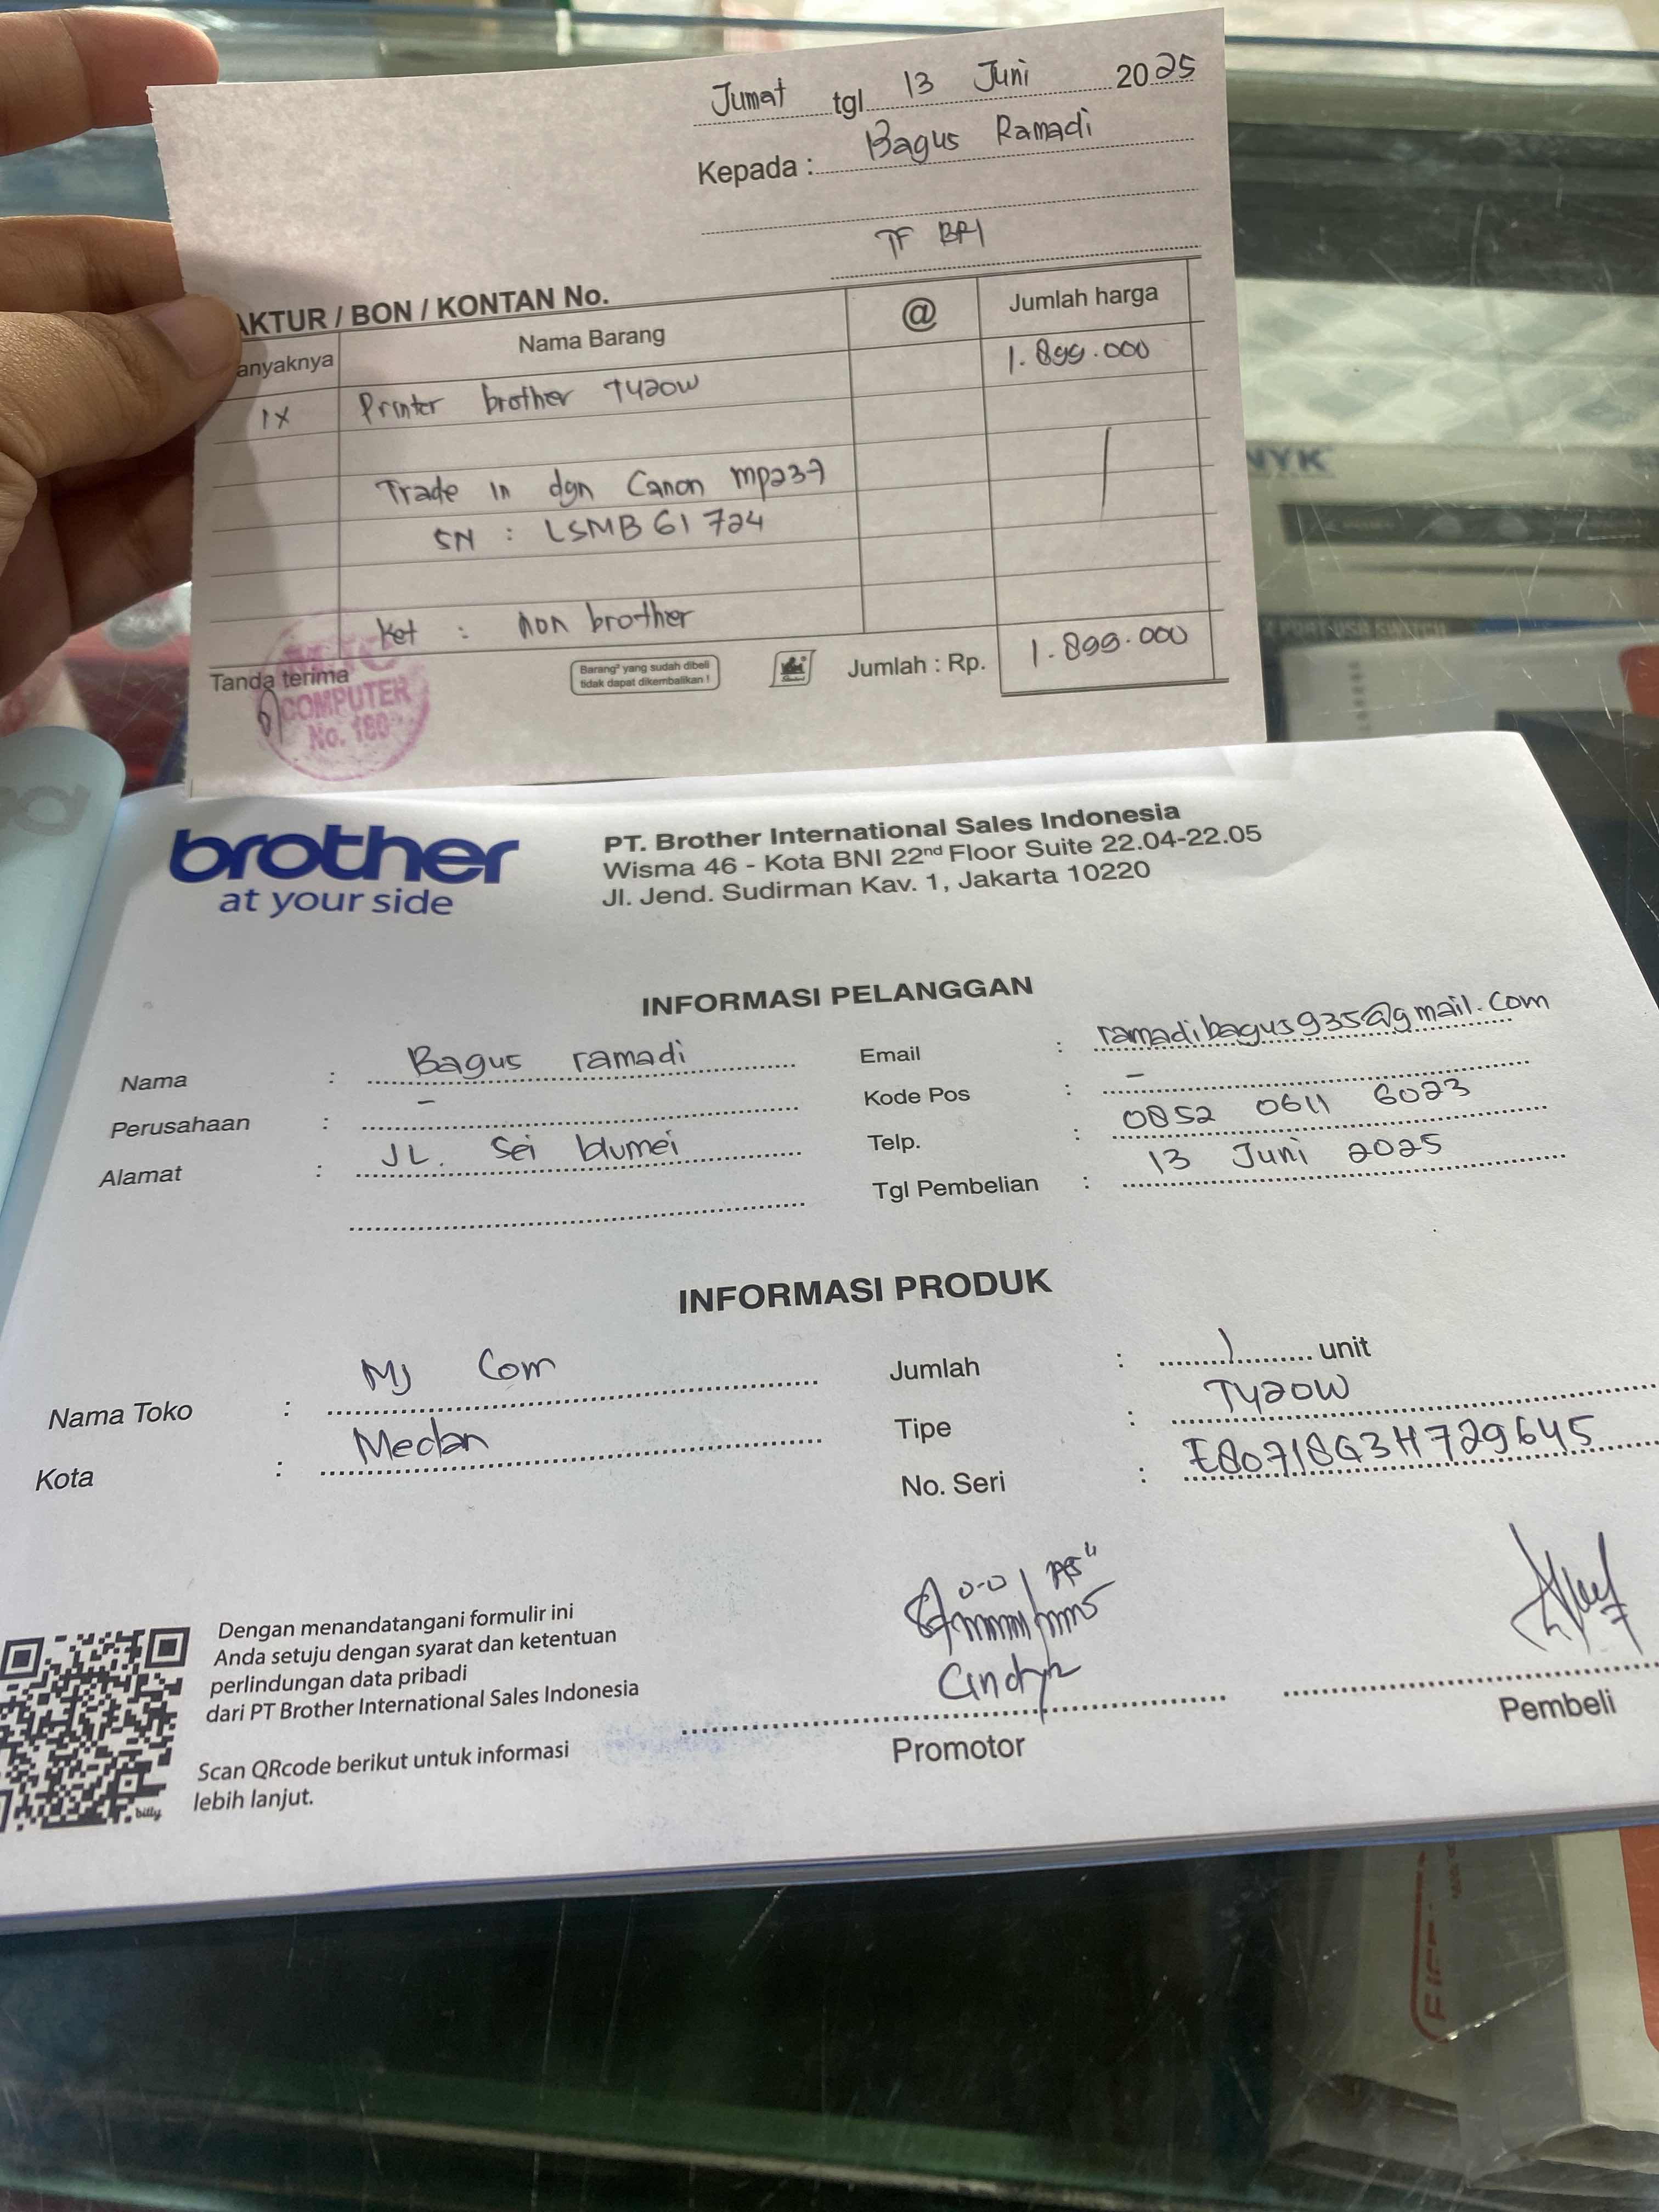 Jumat tgl 13 Juni 2025
Kepada : Bagus Ramadi
TF BRI
AKTUR / BON / KONTAN No.
anyaknya Nama Barang @ Jumlah harga
1x Printer brother T420W 1.899.000
Trade in dgn Canon mp237
SN : LSMB 61 724
Ket : non brother
Tanda terima
Barang² yang sudah dibeli
tidak dapat dikembalikan !
Jumlah : Rp. 1.899.000
COMPUTER
No. 180
NYK
brother
at your side
PT. Brother International Sales Indonesia
Wisma 46 - Kota BNI 22nd Floor Suite 22.04-22.05
Jl. Jend. Sudirman Kav. 1, Jakarta 10220
INFORMASI PELANGGAN
Nama : Bagus ramadi
Perusahaan : -
Alamat : JL. Sei blumei
Email : ramadibagus935@gmail.com
Kode Pos : -
Telp. : 0852 0611 6023
Tgl Pembelian : 13 Juni 2025
INFORMASI PRODUK
Nama Toko : MJ Com
Kota : Medan
Jumlah : 1 unit
Tipe : T420W
No. Seri : E80718G3H729645
Dengan menandatangani formulir ini
Anda setuju dengan syarat dan ketentuan
perlindungan data pribadi
dari PT Brother International Sales Indonesia
Scan QRcode berikut untuk informasi
lebih lanjut.
billy
Promotor
Pembeli